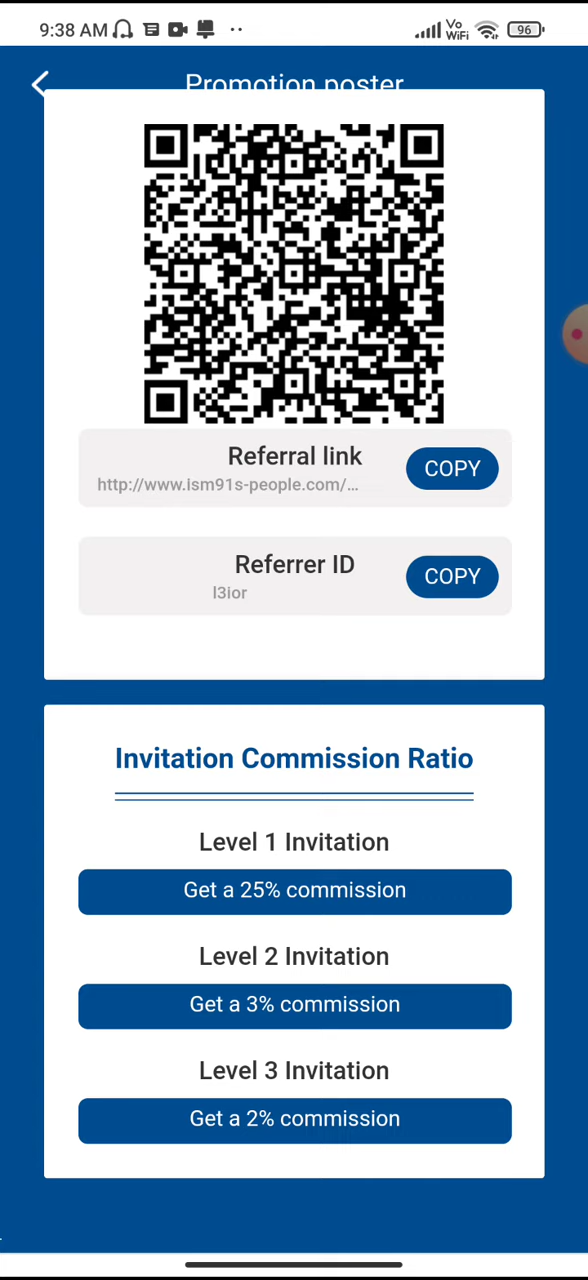 9:38 AM
Vo
WiFi
96
Promotion poster
Referral link
http://www.ism91s-people.com/...
COPY
Referrer ID
l3ior
COPY
Invitation Commission Ratio
Level 1 Invitation
Get a 25% commission
Level 2 Invitation
Get a 3% commission
Level 3 Invitation
Get a 2% commission